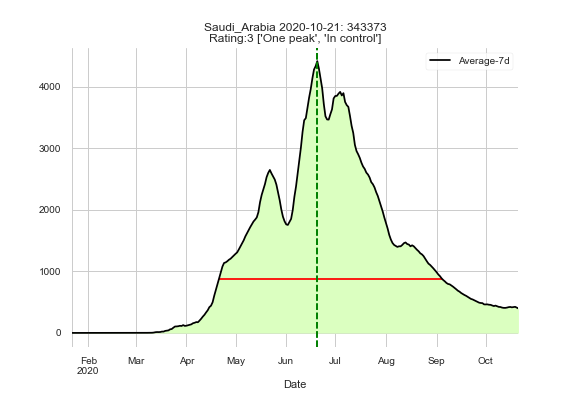 Saudi_Arabia 2020-10-21: 343373
Rating:3 ['One peak', 'In control']
Average-7d
4000
3000
2000
1000
0
Feb Mar Apr May Jun Jul Aug Sep Oct
2020
Date